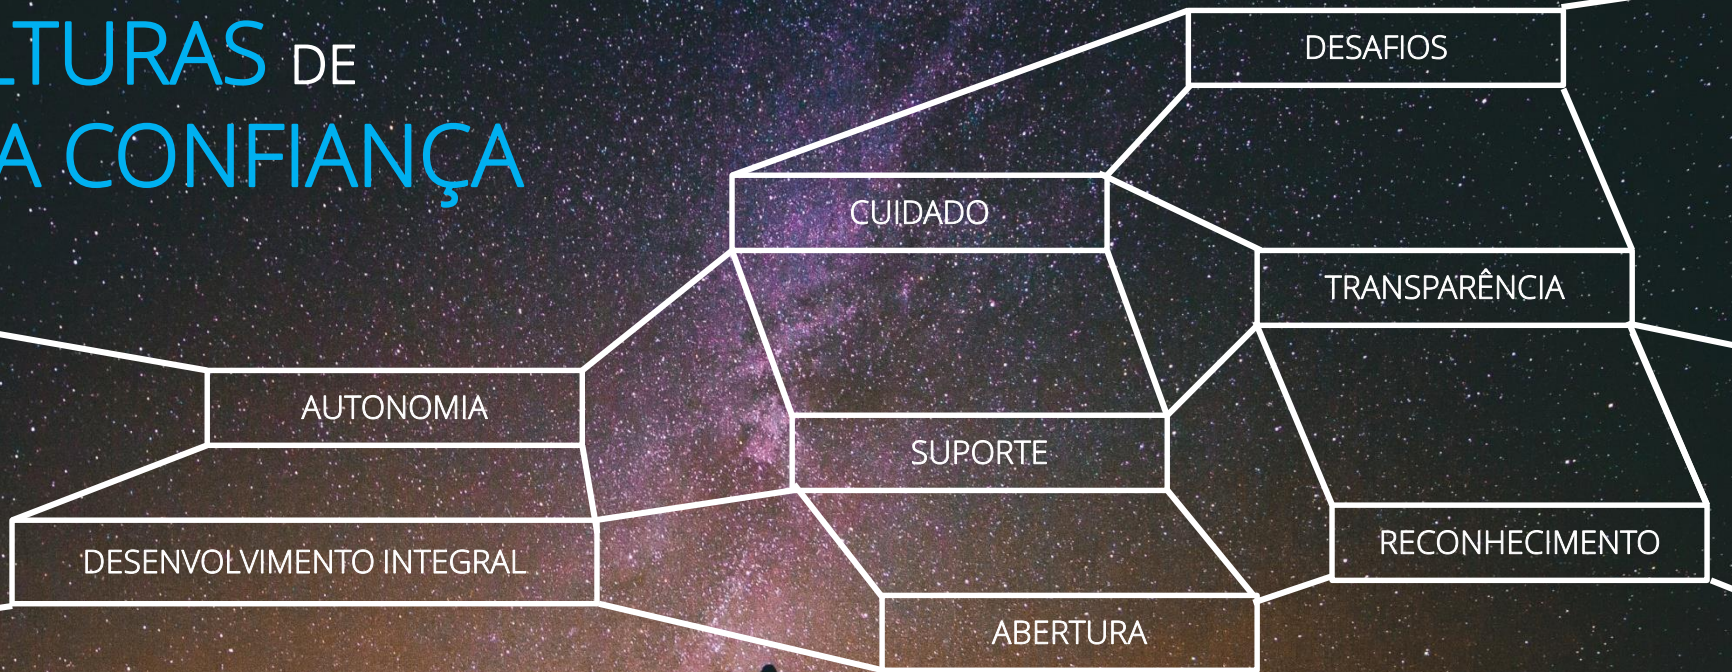 LTURAS DE
A CONFIANÇA
DESAFIOS
CUIDADO
TRANSPARÊNCIA
AUTONOMIA
SUPORTE
RECONHECIMENTO
DESENVOLVIMENTO INTEGRAL
ABERTURA